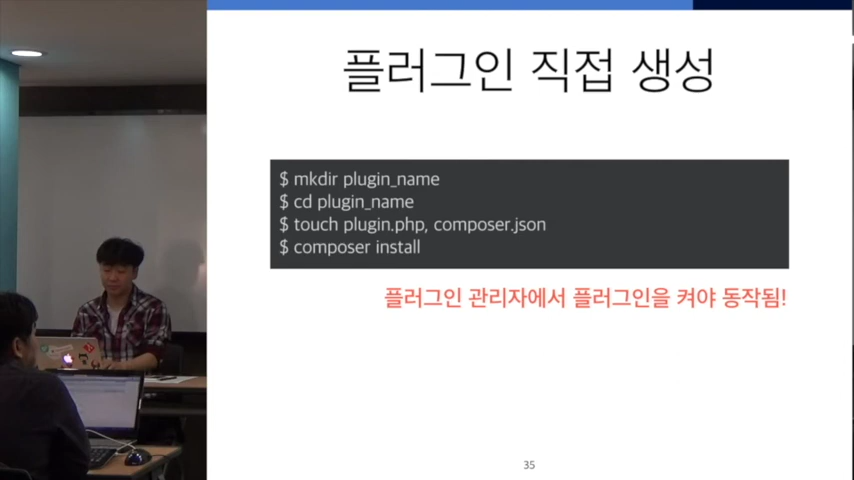 플러그인 직접 생성
$ mkdir plugin_name
$ cd plugin_name
$ touch plugin.php, composer.json
$ composer install
플러그인 관리자에서 플러그인을 켜야 동작됨!
35